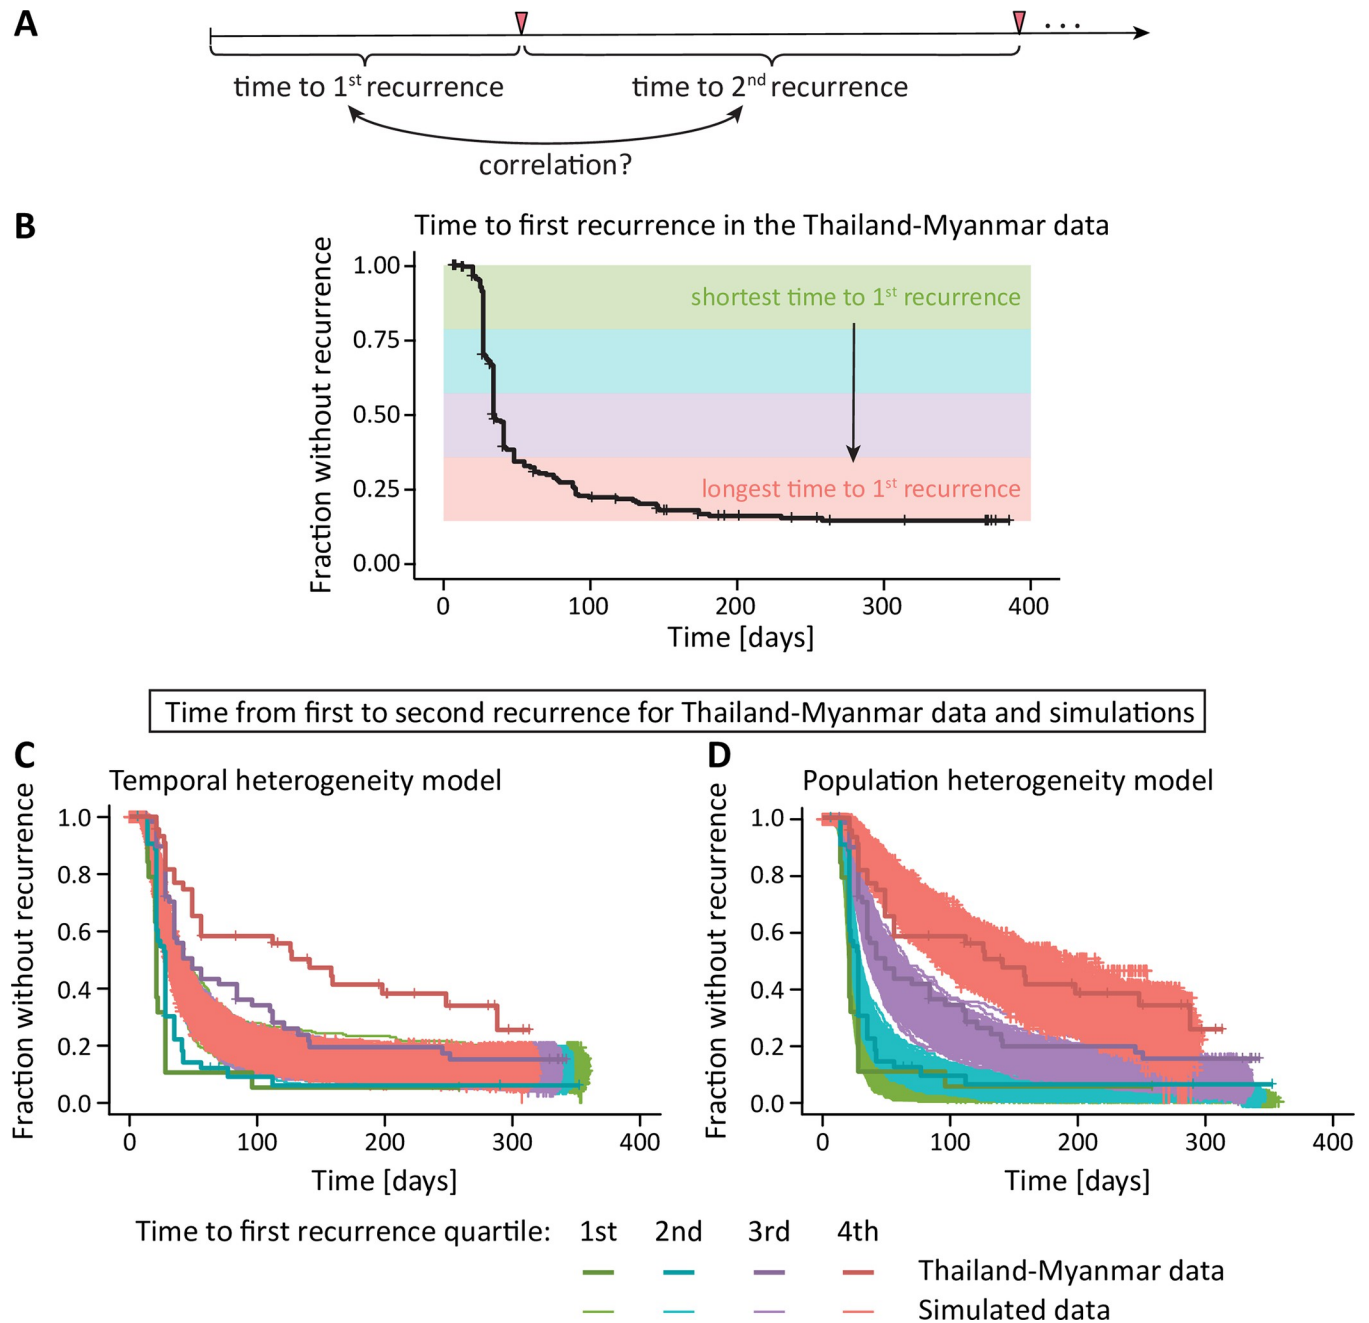 A
. . .
time to 1st recurrence
time to 2nd recurrence
correlation?
B
Time to first recurrence in the Thailand-Myanmar data
Fraction without recurrence
1.00
0.75
0.50
0.25
0.00
shortest time to 1st recurrence
longest time to 1st recurrence
0 100 200 300 400
Time [days]
Time from first to second recurrence for Thailand-Myanmar data and simulations
C
Temporal heterogeneity model
Fraction without recurrence
1.0
0.8
0.6
0.4
0.2
0.0
0 100 200 300 400
Time [days]
D
Population heterogeneity model
Fraction without recurrence
1.0
0.8
0.6
0.4
0.2
0.0
0 100 200 300 400
Time [days]
Time to first recurrence quartile: 1st 2nd 3rd 4th
Thailand-Myanmar data
Simulated data